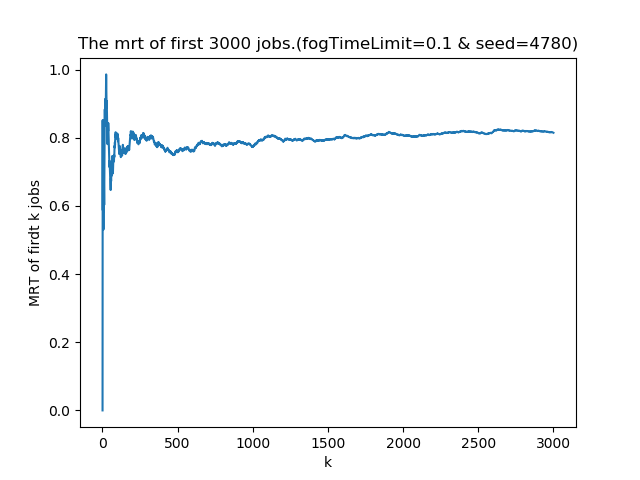 The mrt of first 3000 jobs.(fogTimeLimit=0.1 & seed=4780)
1.0
0.8
0.6
0.4
0.2
0.0
MRT of firdt k jobs
0 500 1000 1500 2000 2500 3000
k